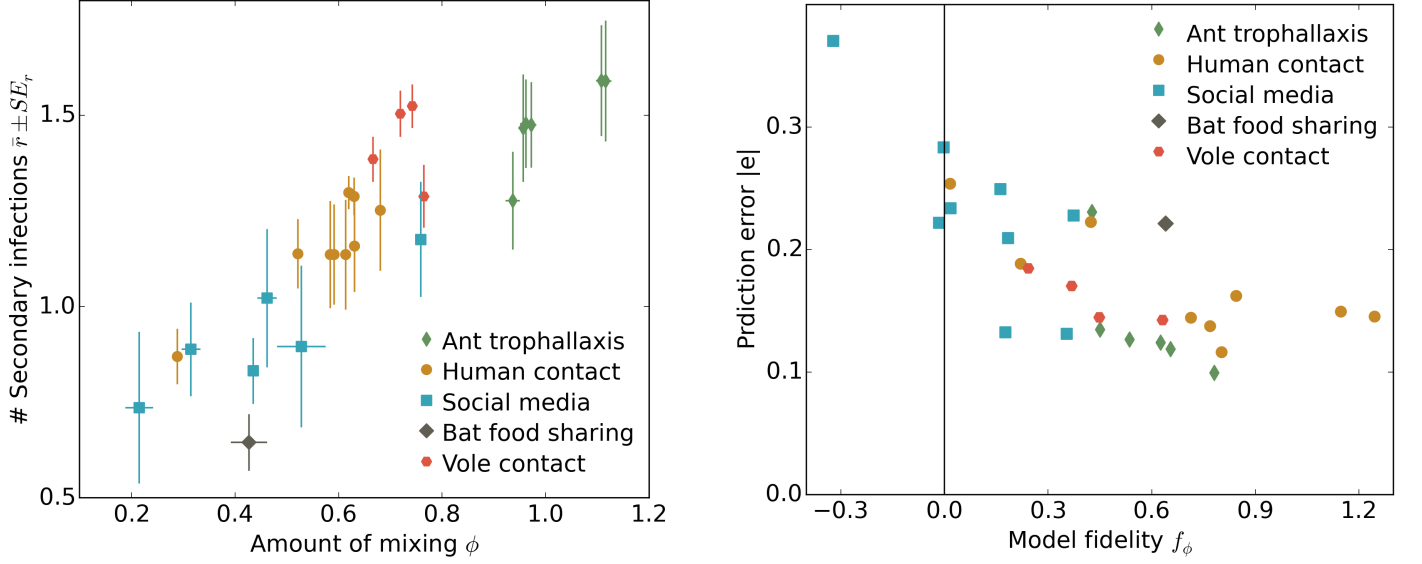 # Secondary infections r̄ ± SE_r
1.5
1.0
0.5
0.2 0.4 0.6 0.8 1.0 1.2
Amount of mixing ϕ
Ant trophallaxis
Human contact
Social media
Bat food sharing
Vole contact
Prdiction error |e|
0.3
0.2
0.1
0.0
−0.3 0.0 0.3 0.6 0.9 1.2
Model fidelity f_ϕ
Ant trophallaxis
Human contact
Social media
Bat food sharing
Vole contact